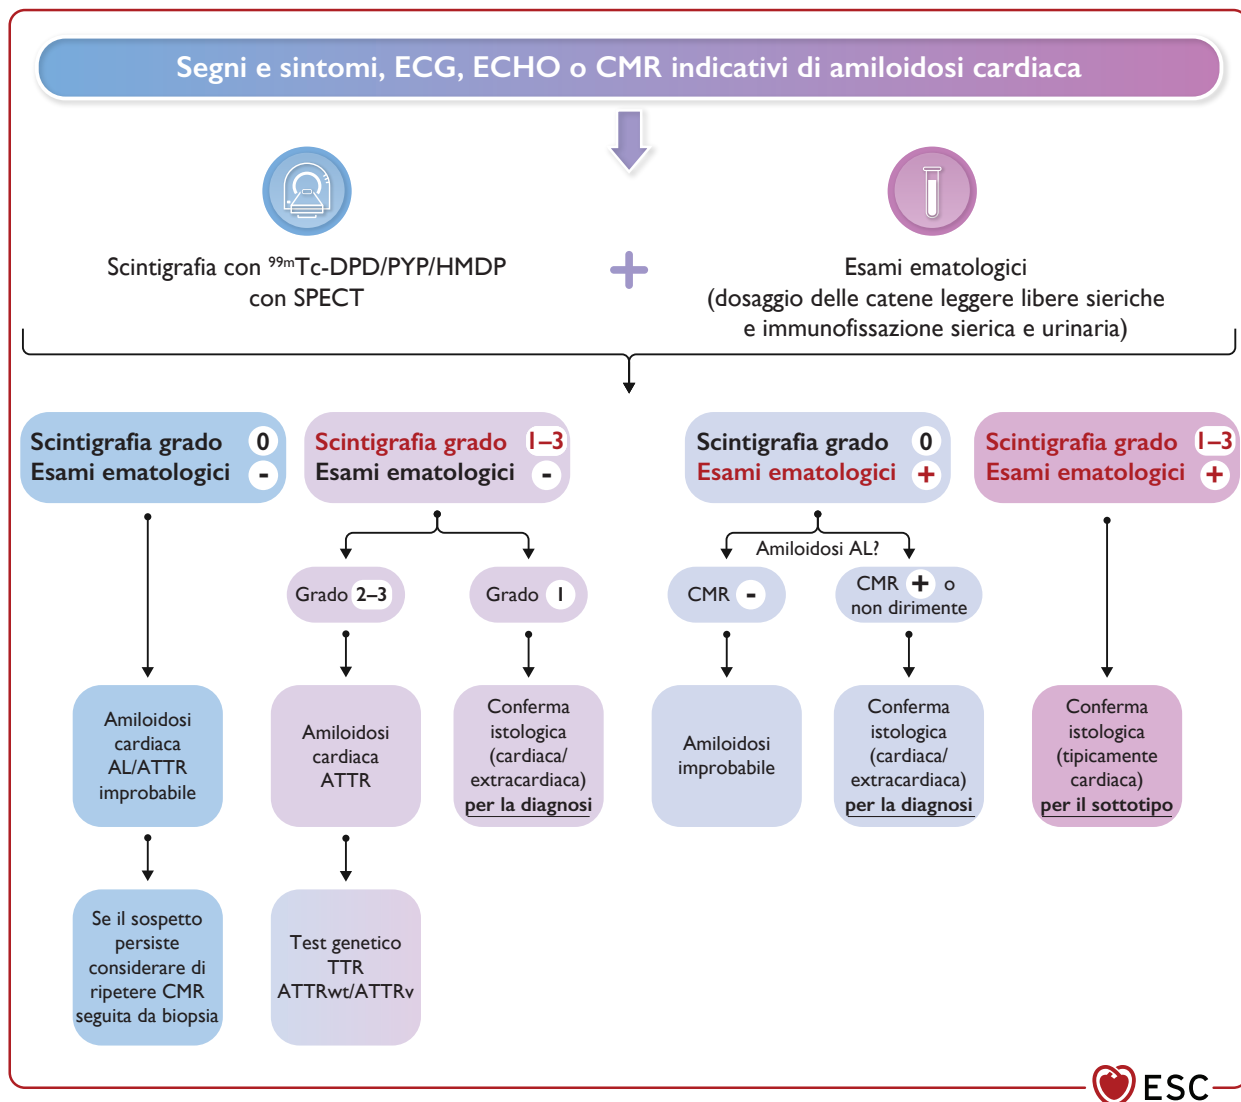 Segni e sintomi, ECG, ECHO o CMR indicativi di amiloidosi cardiaca
Scintigrafia con 99mTc-DPD/PYP/HMDP
con SPECT
+
Esami ematologici
(dosaggio delle catene leggere libere sieriche
e immunofissazione sierica e urinaria)
Scintigrafia grado 0
Esami ematologici -
Scintigrafia grado 1–3
Esami ematologici -
Scintigrafia grado 0
Esami ematologici +
Scintigrafia grado 1–3
Esami ematologici +
Amiloidosi AL?
Grado 2–3
Grado 1
CMR -
CMR + o
non dirimente
Amiloidosi
cardiaca
AL/ATTR
improbabile
Amiloidosi
cardiaca
ATTR
Conferma
istologica
(cardiaca/
extracardiaca)
per la diagnosi
Amiloidosi
improbabile
Conferma
istologica
(cardiaca/
extracardiaca)
per la diagnosi
Conferma
istologica
(tipicamente
cardiaca)
per il sottotipo
Se il sospetto
persiste
considerare di
ripetere CMR
seguita da biopsia
Test genetico
TTR
ATTRwt/ATTRv
ESC